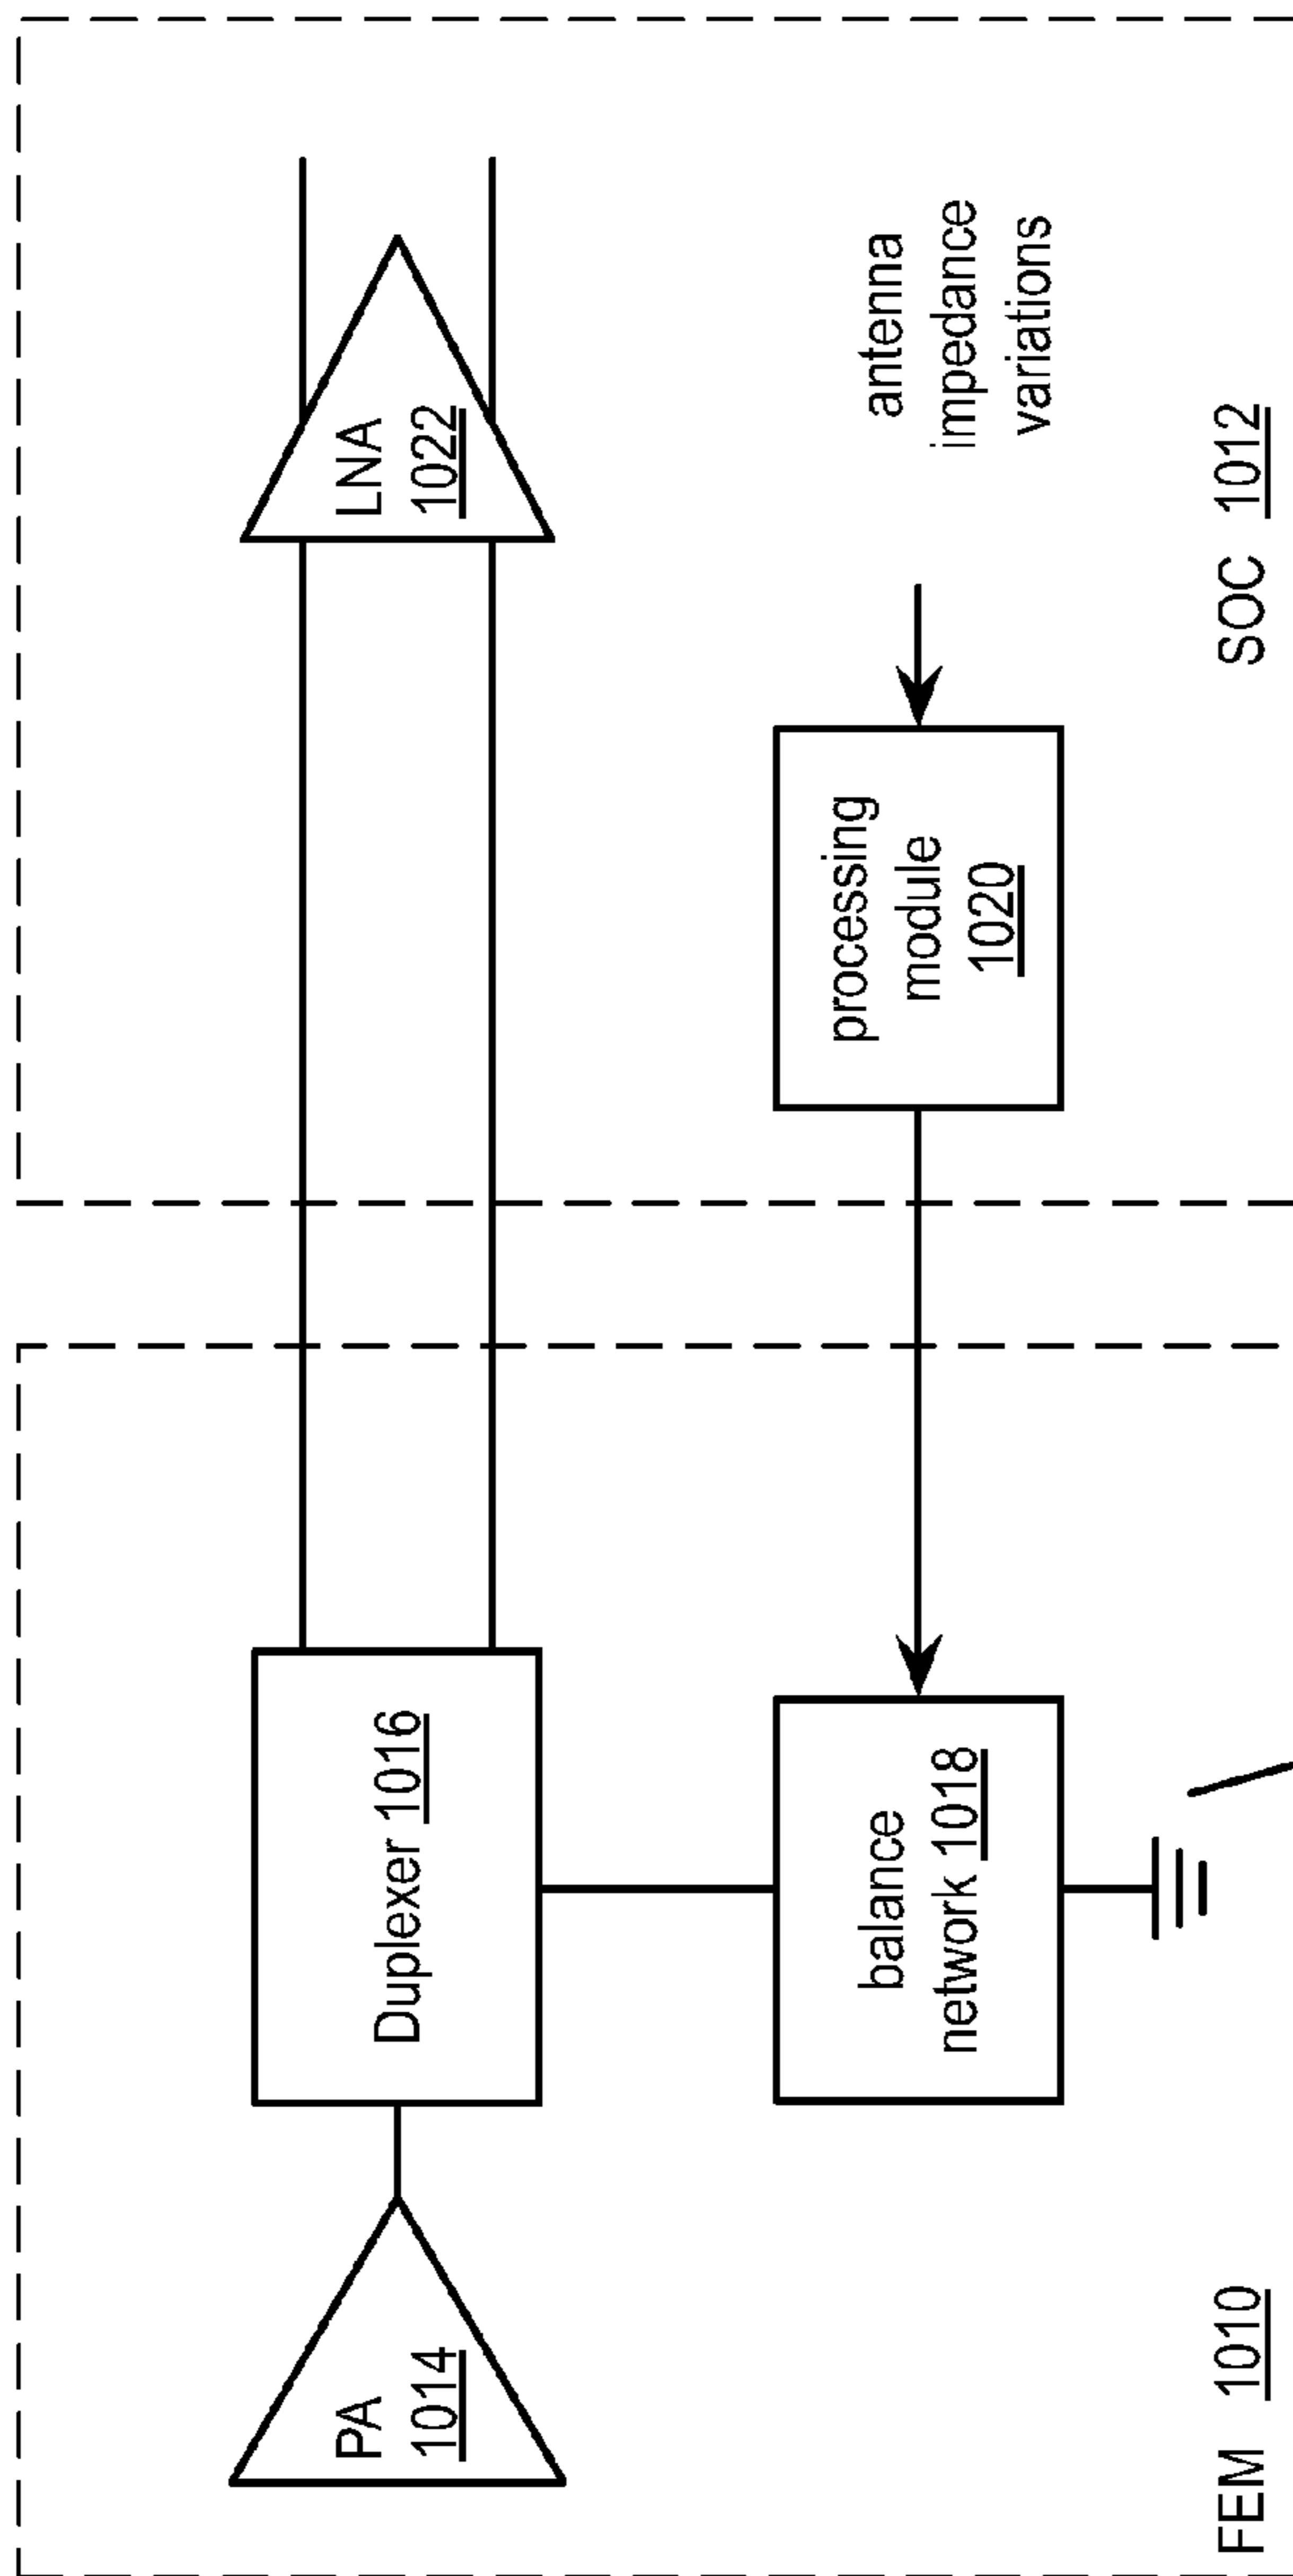 PA
1014
Duplexer 1016
LNA
1022
balance
network 1018
processing
module
1020
antenna
impedance
variations
FEM 1010
SOC 1012